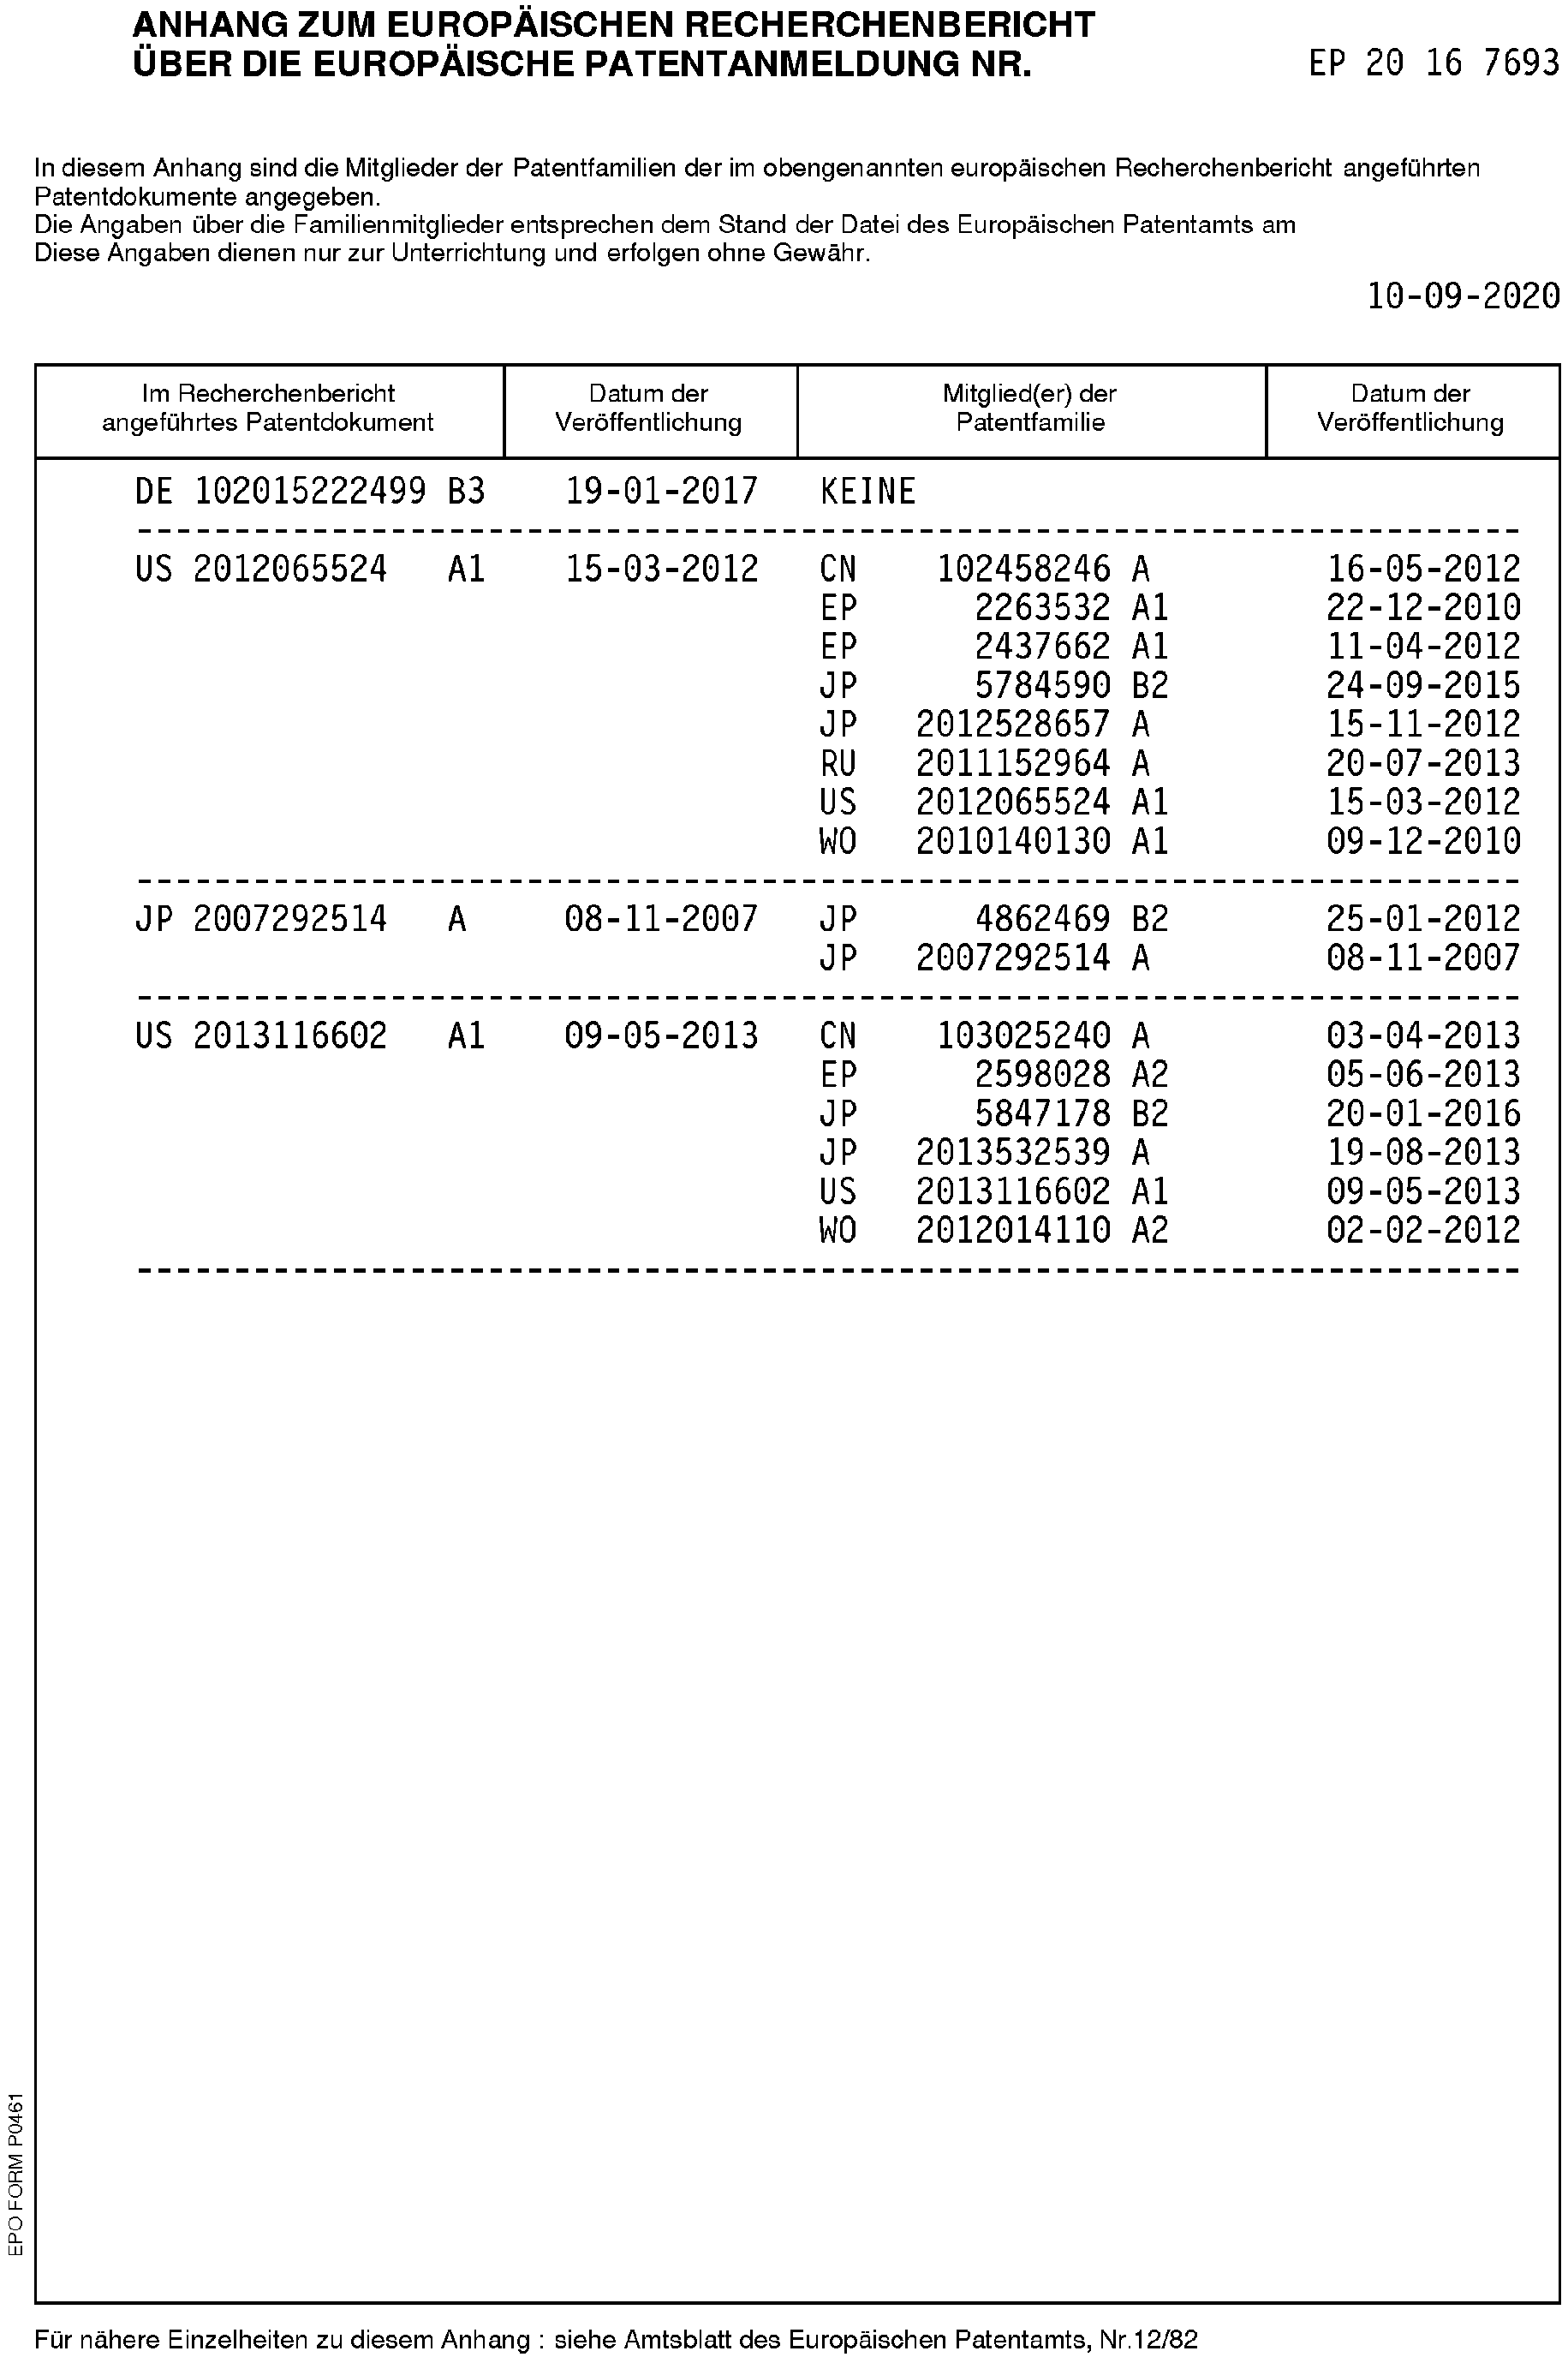 ANHANG ZUM EUROPÄISCHEN RECHERCHENBERICHT
ÜBER DIE EUROPÄISCHE PATENTANMELDUNG NR. EP 20 16 7693
In diesem Anhang sind die Mitglieder der Patentfamilien der im obengenannten europäischen Recherchenbericht angeführten
Patentdokumente angegeben.
Die Angaben über die Familienmitglieder entsprechen dem Stand der Datei des Europäischen Patentamts am
Diese Angaben dienen nur zur Unterrichtung und erfolgen ohne Gewähr.
10-09-2020
Im Recherchenbericht angeführtes Patentdokument Datum der Veröffentlichung Mitglied(er) der Patentfamilie Datum der Veröffentlichung
DE 102015222499 B3 19-01-2017 KEINE
US 2012065524 A1 15-03-2012 CN 102458246 A 16-05-2012
EP 2263532 A1 22-12-2010
EP 2437662 A1 11-04-2012
JP 5784590 B2 24-09-2015
JP 2012528657 A 15-11-2012
RU 2011152964 A 20-07-2013
US 2012065524 A1 15-03-2012
WO 2010140130 A1 09-12-2010
JP 2007292514 A 08-11-2007 JP 4862469 B2 25-01-2012
JP 2007292514 A 08-11-2007
US 2013116602 A1 09-05-2013 CN 103025240 A 03-04-2013
EP 2598028 A2 05-06-2013
JP 5847178 B2 20-01-2016
JP 2013532539 A 19-08-2013
US 2013116602 A1 09-05-2013
WO 2012014110 A2 02-02-2012
EPO FORM P0461
Für nähere Einzelheiten zu diesem Anhang : siehe Amtsblatt des Europäischen Patentamts, Nr.12/82